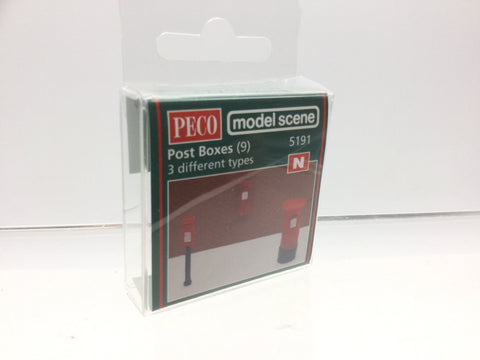 PECO
model scene
Post Boxes (9)
5191
3 different types
N